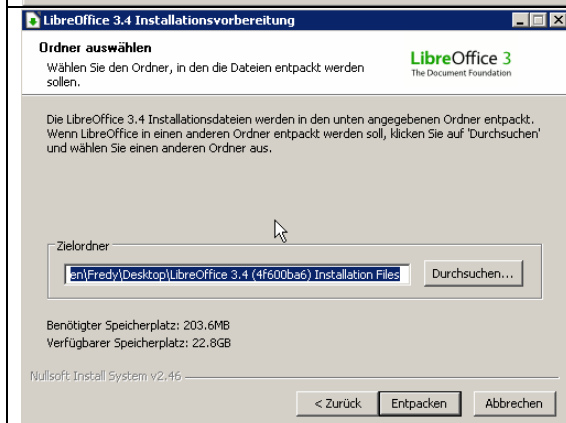 LibreOffice 3.4 Installationsvorbereitung
Ordner auswählen
Wählen Sie den Ordner, in den die Dateien entpackt werden
sollen.
LibreOffice 3
The Document Foundation
Die LibreOffice 3.4 Installationsdateien werden in den unten angegebenen Ordner entpackt.
Wenn LibreOffice in einen anderen Ordner entpackt werden soll, klicken Sie auf 'Durchsuchen'
und wählen Sie einen anderen Ordner aus.
Zielordner
en\Fredy\Desktop\LibreOffice 3.4 (4f600ba6) Installation Files
Durchsuchen...
Benötigter Speicherplatz: 203.6MB
Verfügbarer Speicherplatz: 22.8GB
Nullsoft Install System v2.46
< Zurück
Entpacken
Abbrechen